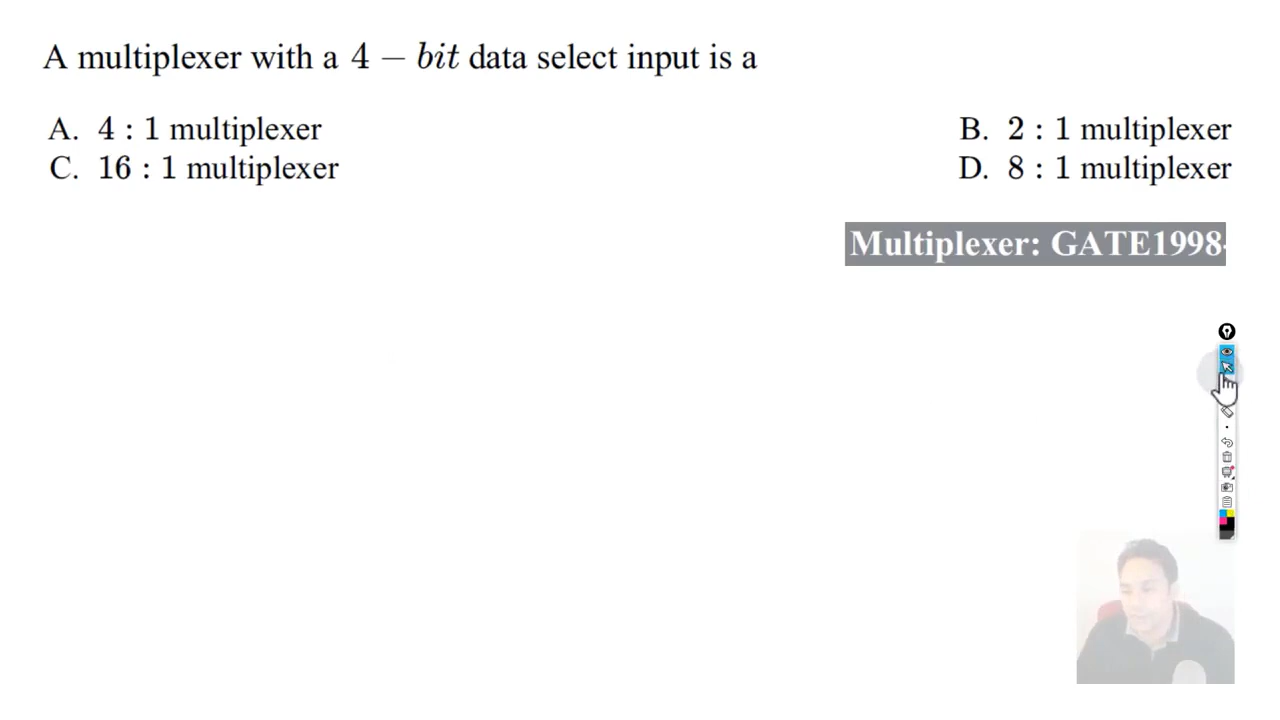 A multiplexer with a 4 − bit data select input is a
A. 4 : 1 multiplexer B. 2 : 1 multiplexer
C. 16 : 1 multiplexer D. 8 : 1 multiplexer
Multiplexer: GATE1998-